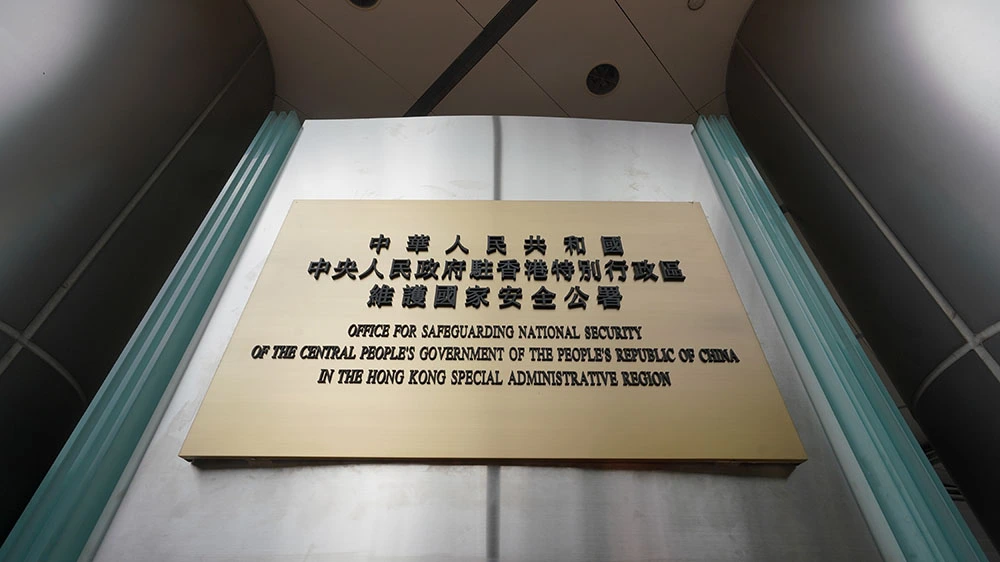 中華人民共和國
中央人民政府駐香港特別行政區
維護國家安全公署
OFFICE FOR SAFEGUARDING NATIONAL SECURITY
OF THE CENTRAL PEOPLE'S GOVERNMENT OF THE PEOPLE'S REPUBLIC OF CHINA
IN THE HONG KONG SPECIAL ADMINISTRATIVE REGION